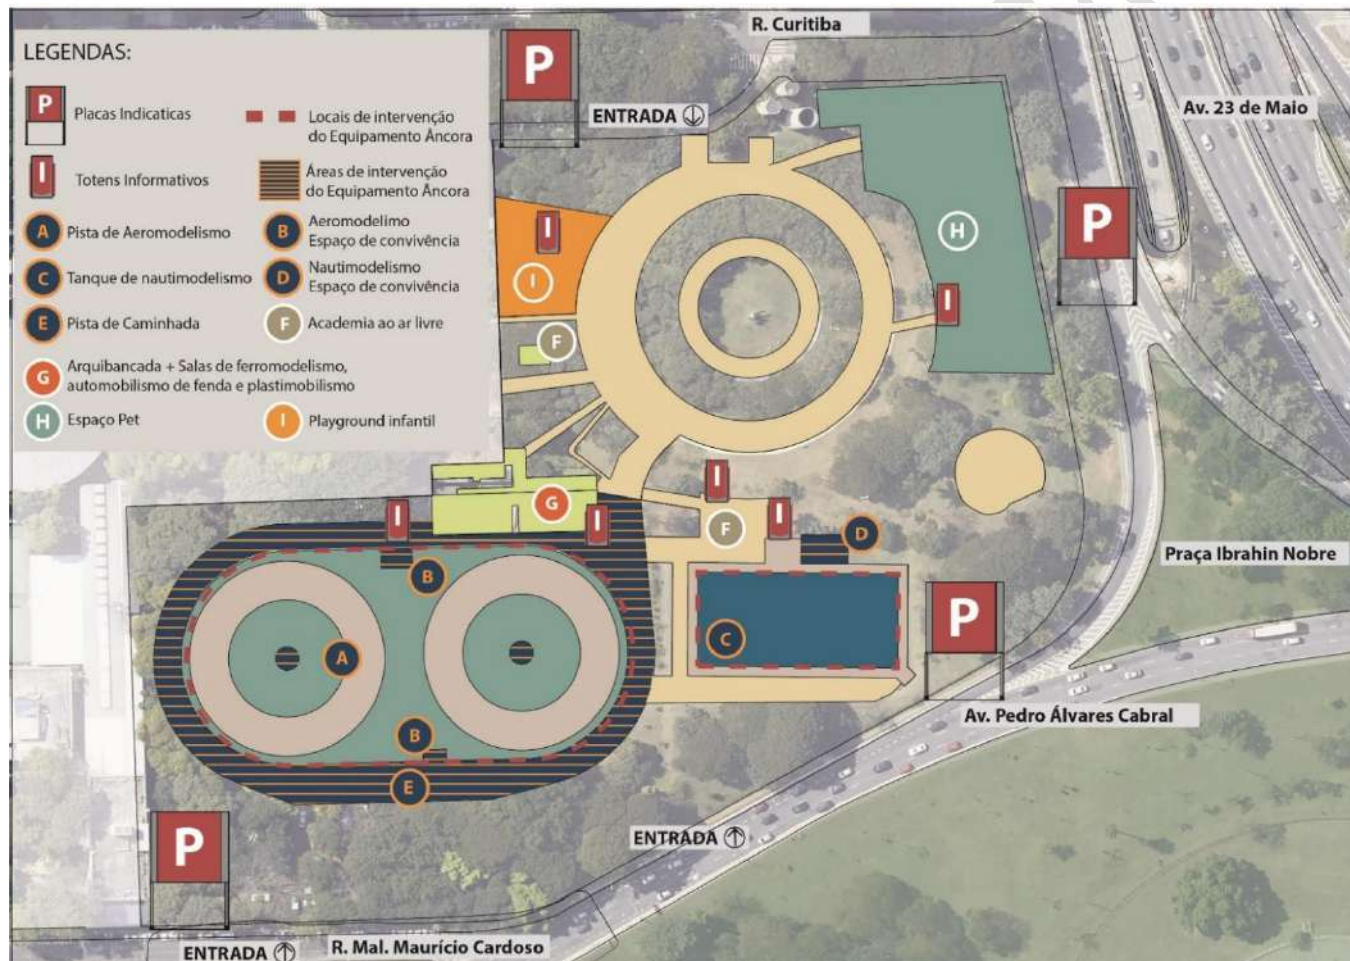 LEGENDAS:
P
Placas Indicaticas
Locais de intervenção
do Equipamento Âncora
I
Totens Informativos
Áreas de intervenção
do Equipamento Âncora
A
Pista de Aeromodelismo
B
Aeromodelimo
Espaço de convivência
C
Tanque de nautimodelismo
D
Nautimodelismo
Espaço de convivência
E
Pista de Caminhada
F
Academia ao ar livre
G
Arquibancada + Salas de ferromodelismo,
automobilismo de fenda e plastimobilismo
H
Espaço Pet
I
Playground infantil
R. Curitiba
P
ENTRADA
Av. 23 de Maio
P
I
H
I
I
F
I
G
I
I
I
F
D
B
Praça Ibrahin Nobre
P
C
A
Av. Pedro Álvares Cabral
B
E
P
ENTRADA
ENTRADA
R. Mal. Maurício Cardoso